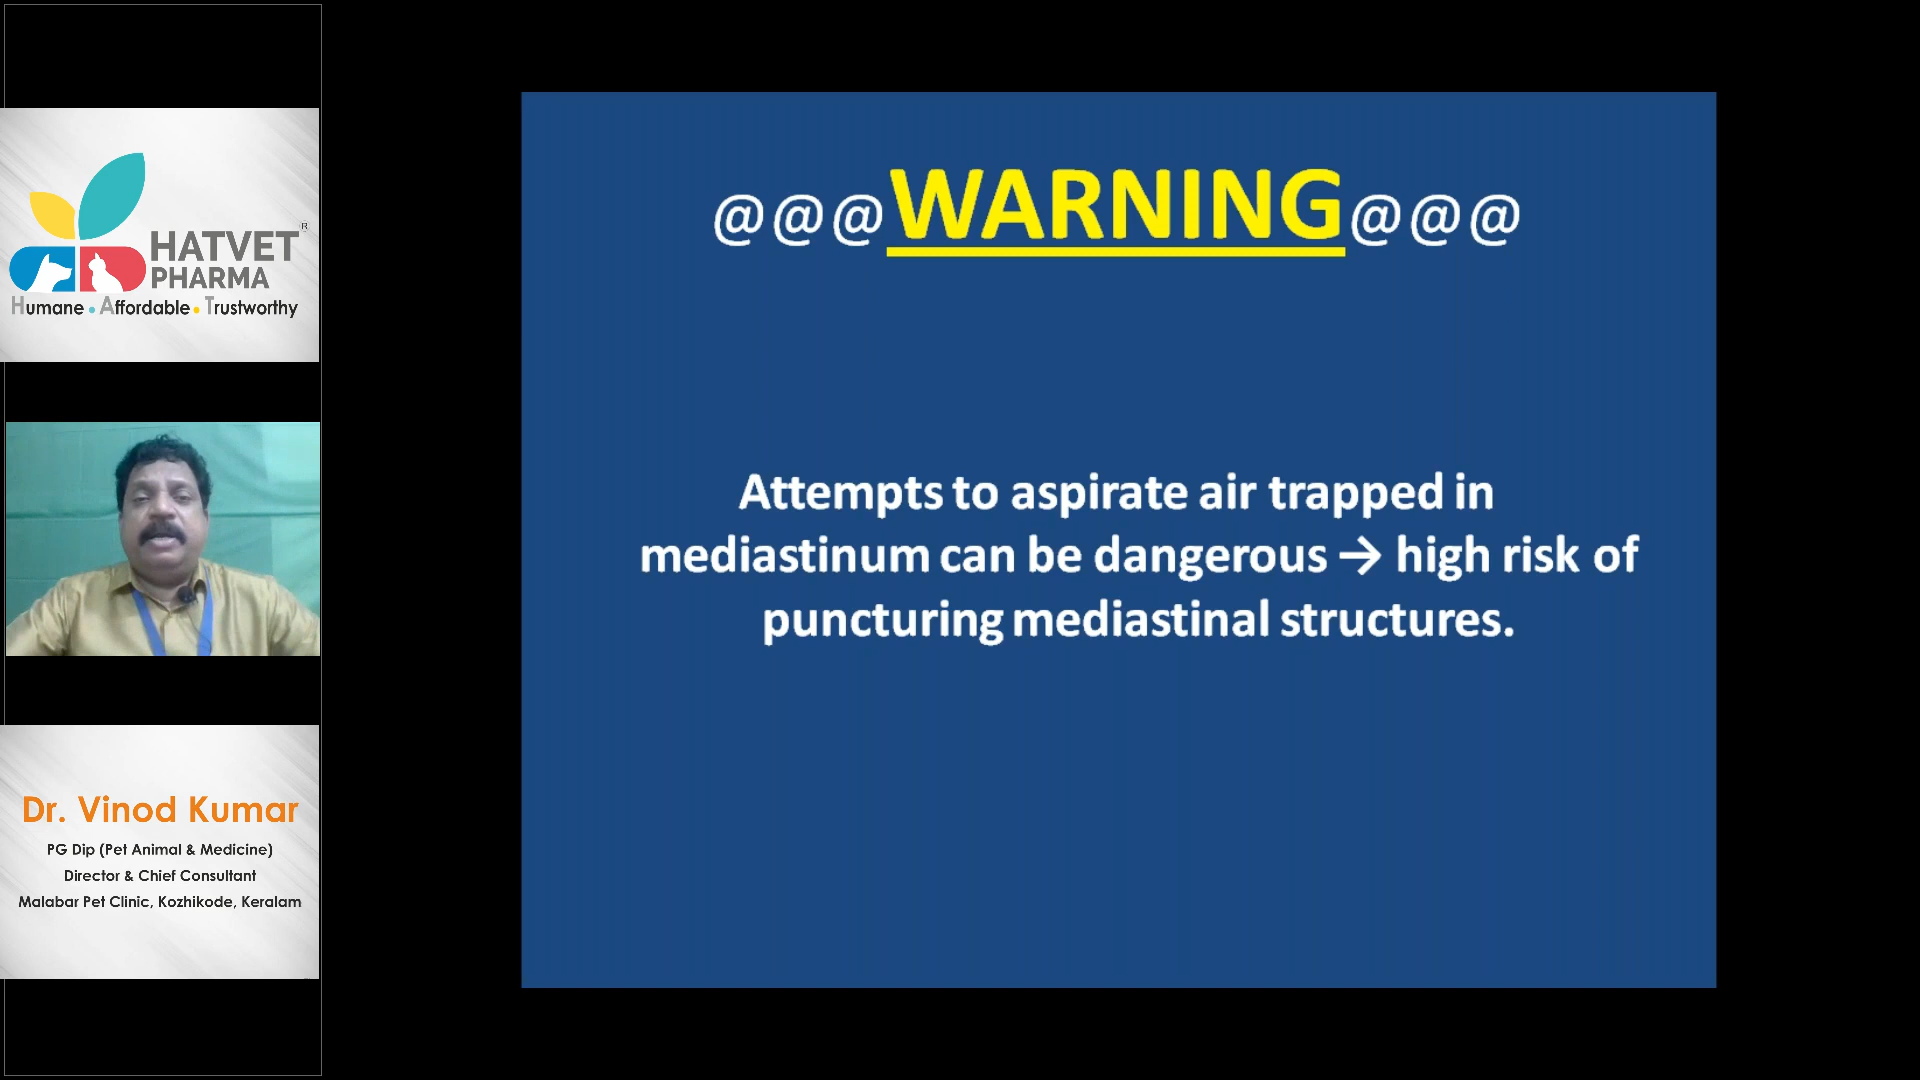 HATVET
®
PHARMA
Humane • Affordable • Trustworthy
Dr. Vinod Kumar
PG Dip (Pet Animal & Medicine)
Director & Chief Consultant
Malabar Pet Clinic, Kozhikode, Keralam
@@@WARNING@@@
Attempts to aspirate air trapped in
mediastinum can be dangerous → high risk of
puncturing mediastinal structures.